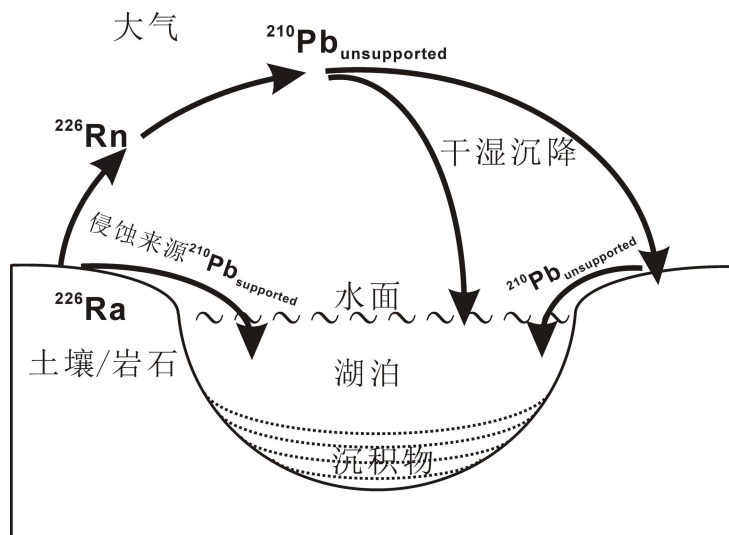 大气
²¹⁰Pbunsupported
²²⁶Rn
干湿沉降
侵蚀来源²¹⁰Pbsupported
²¹⁰Pbunsupported
²²⁶Ra
水面
土壤/岩石
湖泊
沉积物